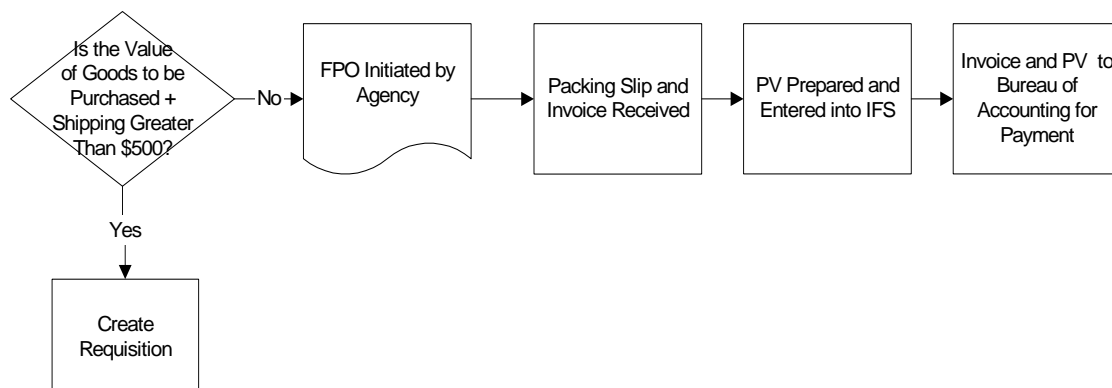 Is the Value
of Goods to be
Purchased +
Shipping Greater
Than $500?
No
FPO Initiated by
Agency
Packing Slip and
Invoice Received
PV Prepared and
Entered into IFS
Invoice and PV to
Bureau of
Accounting for
Payment
Yes
Create
Requisition